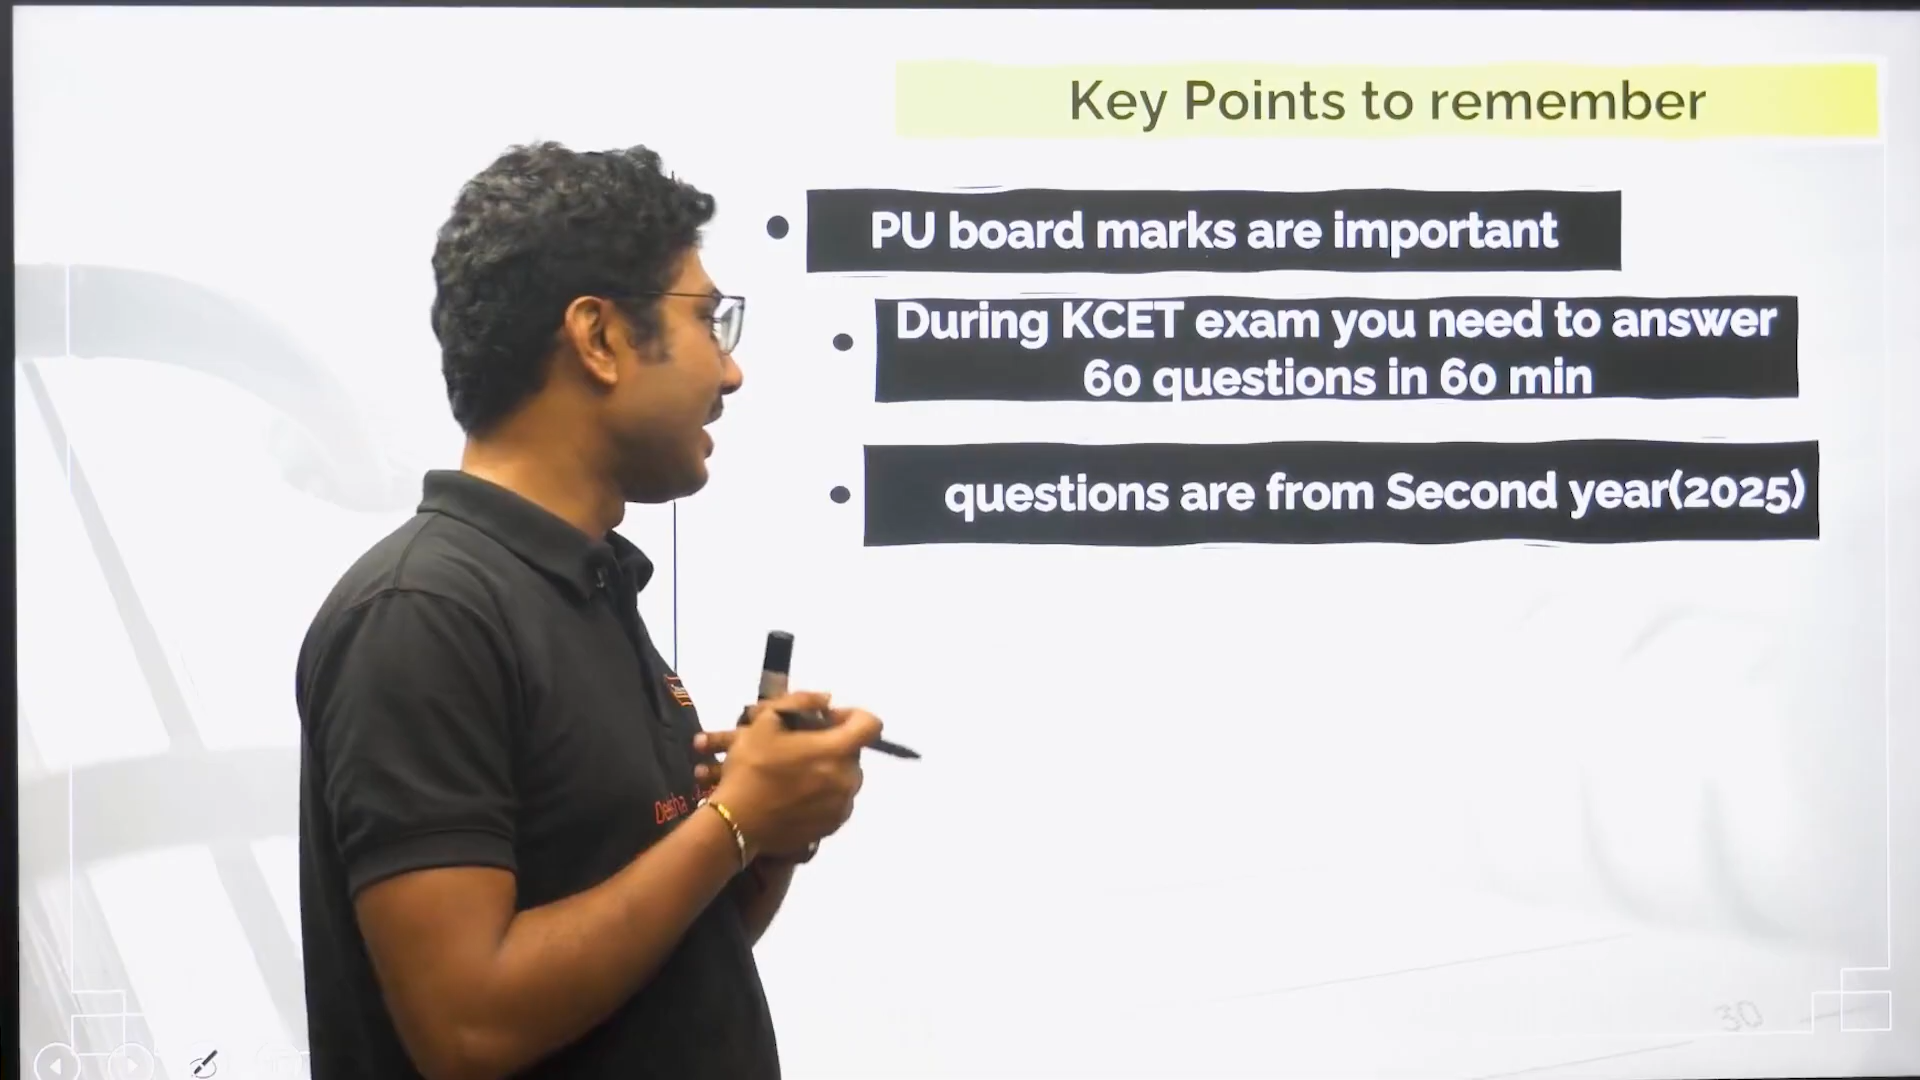 Key Points to remember
PU board marks are important
During KCET exam you need to answer
60 questions in 60 min
questions are from Second year(2025)
30